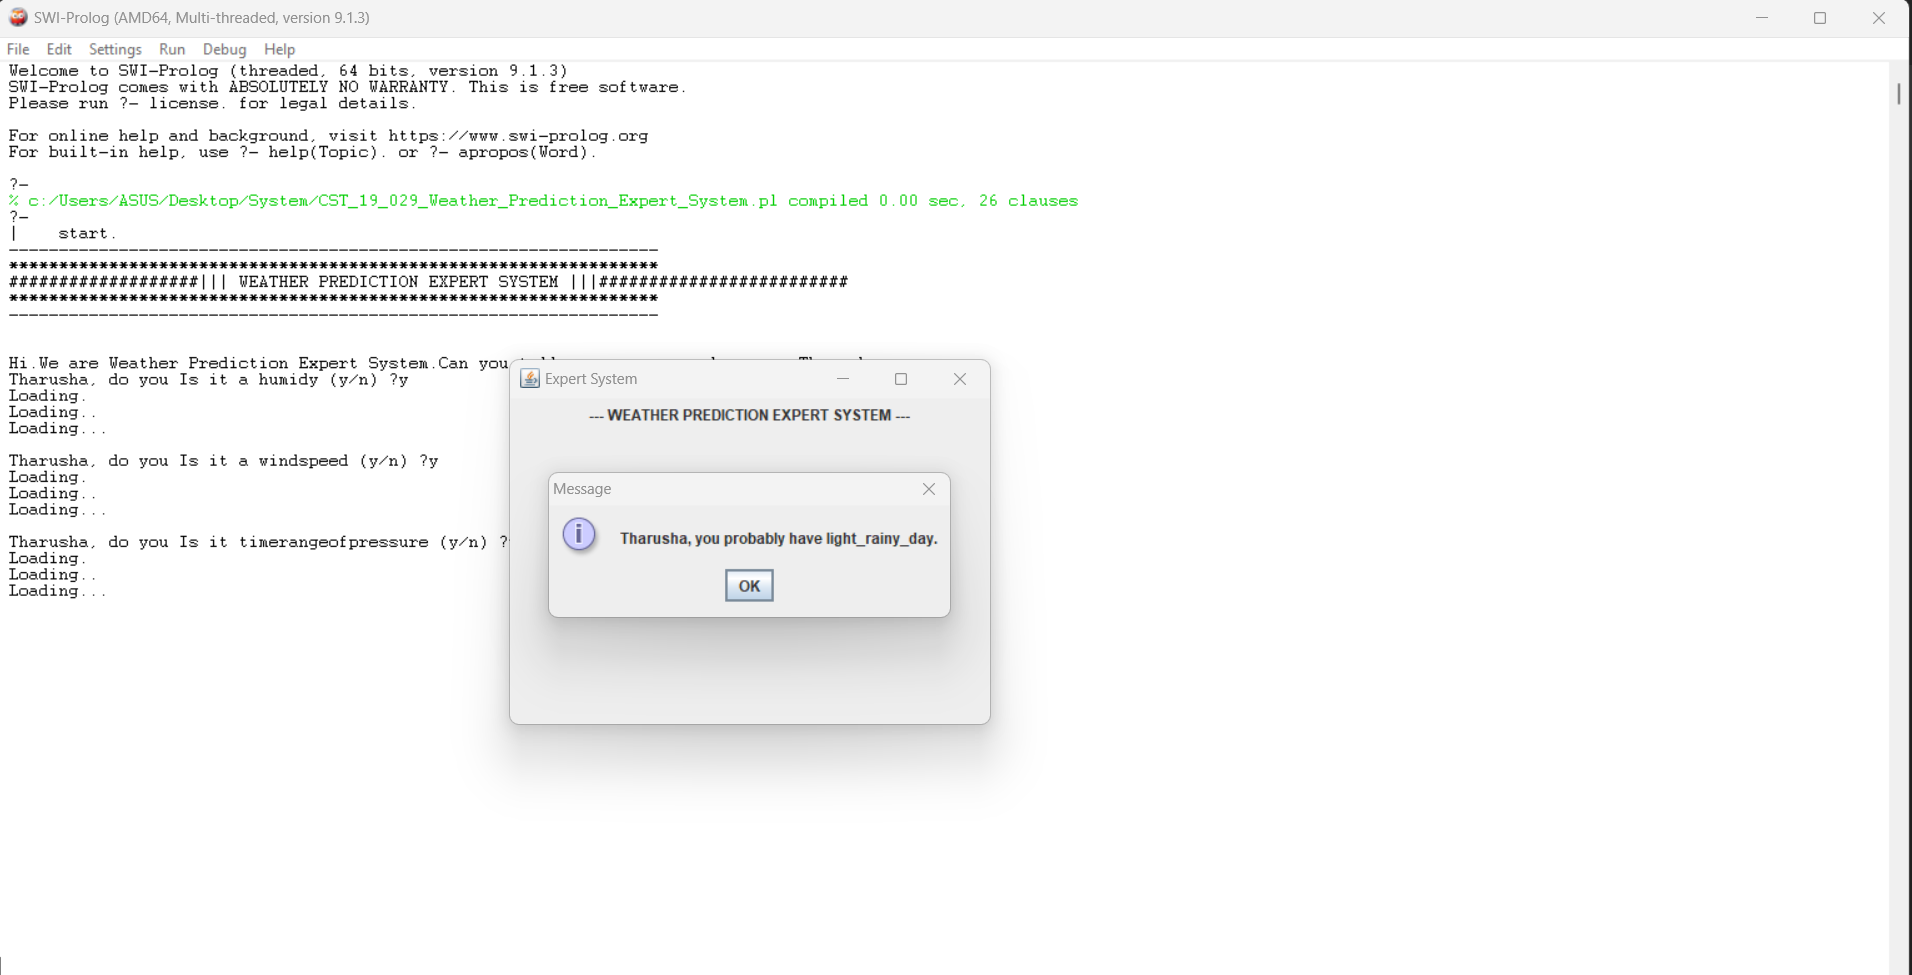 SWI-Prolog (AMD64, Multi-threaded, version 9.1.3)
File Edit Settings Run Debug Help
Welcome to SWI-Prolog (threaded, 64 bits, version 9.1.3)
SWI-Prolog comes with ABSOLUTELY NO WARRANTY. This is free software.
Please run ?- license. for legal details.
For online help and background, visit https://www.swi-prolog.org
For built-in help, use ?- help(Topic). or ?- apropos(Word).
?-
% c:/Users/ASUS/Desktop/System/CST_19_029_Weather_Prediction_Expert_System.pl compiled 0.00 sec, 26 clauses
?-
|    start.
-----------------------------------------------------------------
*****************************************************************
###################||| WEATHER PREDICTION EXPERT SYSTEM |||#########################
*****************************************************************
-----------------------------------------------------------------
Hi.We are Weather Prediction Expert System.Can you
Tharusha, do you Is it a humidy (y/n) ?y
Loading.
Loading..
Loading...
Tharusha, do you Is it a windspeed (y/n) ?y
Loading.
Loading..
Loading...
Tharusha, do you Is it timerangeofpressure (y/n) ?
Loading.
Loading..
Loading...
Expert System
--- WEATHER PREDICTION EXPERT SYSTEM ---
Message
Tharusha, you probably have light_rainy_day.
OK